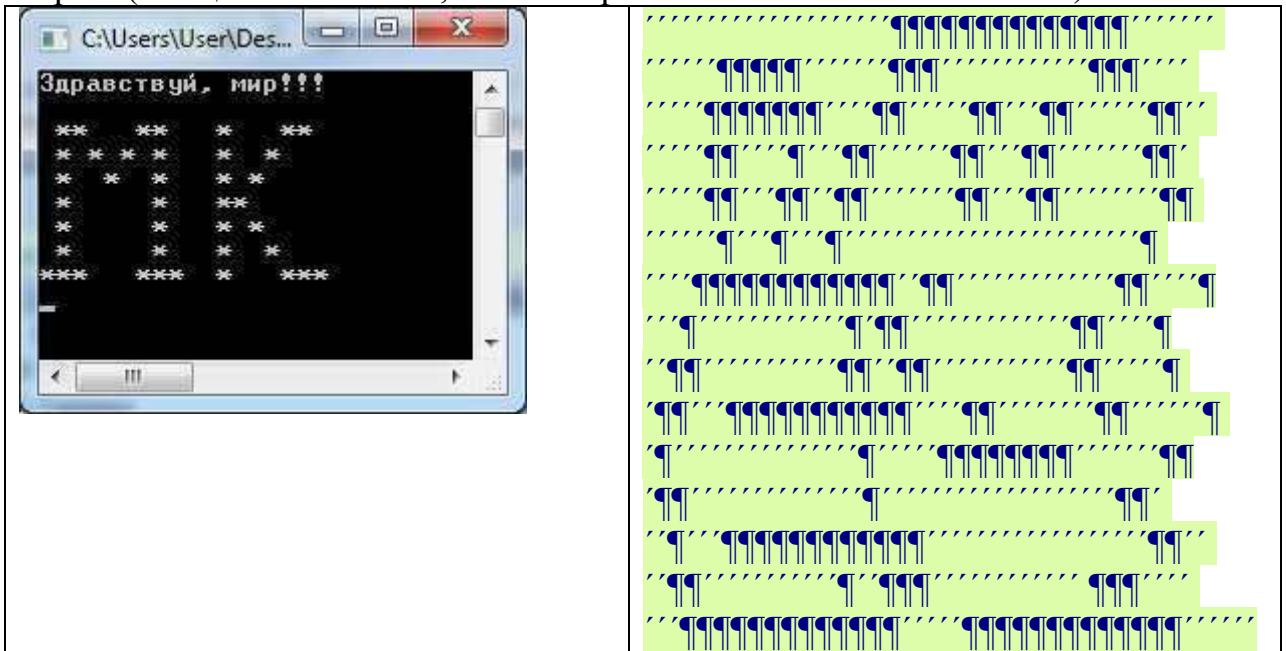 C:\Users\User\Des...
Здравствуй, мир!!!
 **    **   *    **
 * * * *   *   *
 *   *   *   *  *
 *       *   **
 *       *   *  *
 *       *   *   *
***    ***  *    ***
´´´´´´´´´´´´´´´´´´´´´¶¶¶¶¶¶¶¶¶¶¶¶¶¶´´´´´´´
´´´´´´¶¶¶¶¶´´´´´´´¶¶¶´´´´´´´´´´´´´¶¶¶´´´´
´´´´´¶¶¶¶¶¶¶´´´´¶¶´´´´´¶¶´´´¶¶´´´´´´¶¶´´
´´´´´¶¶´´´´¶´´´¶¶´´´´´´¶¶´´´¶¶´´´´´´´¶¶´
´´´´´¶¶´´´¶¶´´¶¶´´´´´´´¶¶´´´¶¶´´´´´´´´¶¶
´´´´´´¶´´´¶´´´¶´´´´´´´´´´´´´´´´´´´´´´´´´¶
´´´´¶¶¶¶¶¶¶¶¶¶¶¶´´¶¶´´´´´´´´´´´´´´¶¶´´´´¶
´´´¶´´´´´´´´´´´´¶´¶¶´´´´´´´´´´´´´¶¶´´´´¶
´´¶¶´´´´´´´´´´´¶¶´´¶¶´´´´´´´´´´´´¶¶´´´´´¶
´¶¶´´´¶¶¶¶¶¶¶¶¶¶¶´´´´¶¶´´´´´´´´¶¶´´´´´´¶
´¶´´´´´´´´´´´´´´´´¶´´´´´¶¶¶¶¶¶¶¶´´´´´´´¶¶
´¶¶´´´´´´´´´´´´´´´¶´´´´´´´´´´´´´´´´´´´´¶¶´
´´¶´´´¶¶¶¶¶¶¶¶¶¶¶¶´´´´´´´´´´´´´´´´´´´¶¶´´
´´¶¶´´´´´´´´´´´¶´´¶¶¶´´´´´´´´´´´´´ ¶¶¶´´´´
´´´¶¶¶¶¶¶¶¶¶¶¶¶¶´´´´´¶¶¶¶¶¶¶¶¶¶¶¶¶´´´´´´